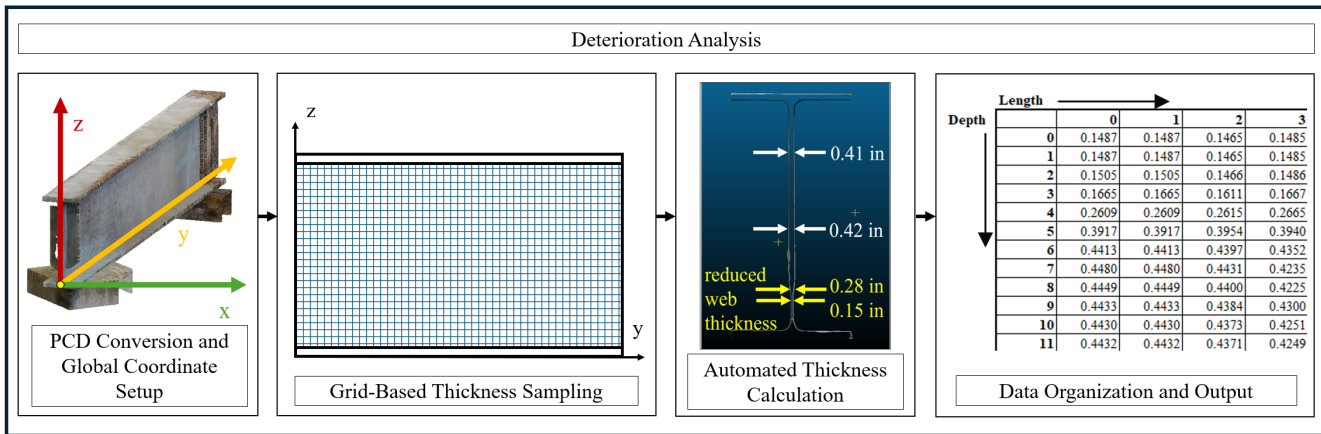 Deterioration Analysis
z
y
x
PCD Conversion and
Global Coordinate
Setup
z
y
Grid-Based Thickness Sampling
0.41 in
0.42 in
reduced
web
thickness
0.28 in
0.15 in
Automated Thickness
Calculation
Length
Depth
0 1 2 3
0 0.1487 0.1487 0.1465 0.1485
1 0.1487 0.1487 0.1465 0.1485
2 0.1505 0.1505 0.1466 0.1486
3 0.1665 0.1665 0.1611 0.1667
4 0.2609 0.2609 0.2615 0.2665
5 0.3917 0.3917 0.3954 0.3940
6 0.4413 0.4413 0.4397 0.4352
7 0.4480 0.4480 0.4431 0.4235
8 0.4449 0.4449 0.4400 0.4225
9 0.4433 0.4433 0.4384 0.4300
10 0.4430 0.4430 0.4373 0.4251
11 0.4432 0.4432 0.4371 0.4249
Data Organization and Output